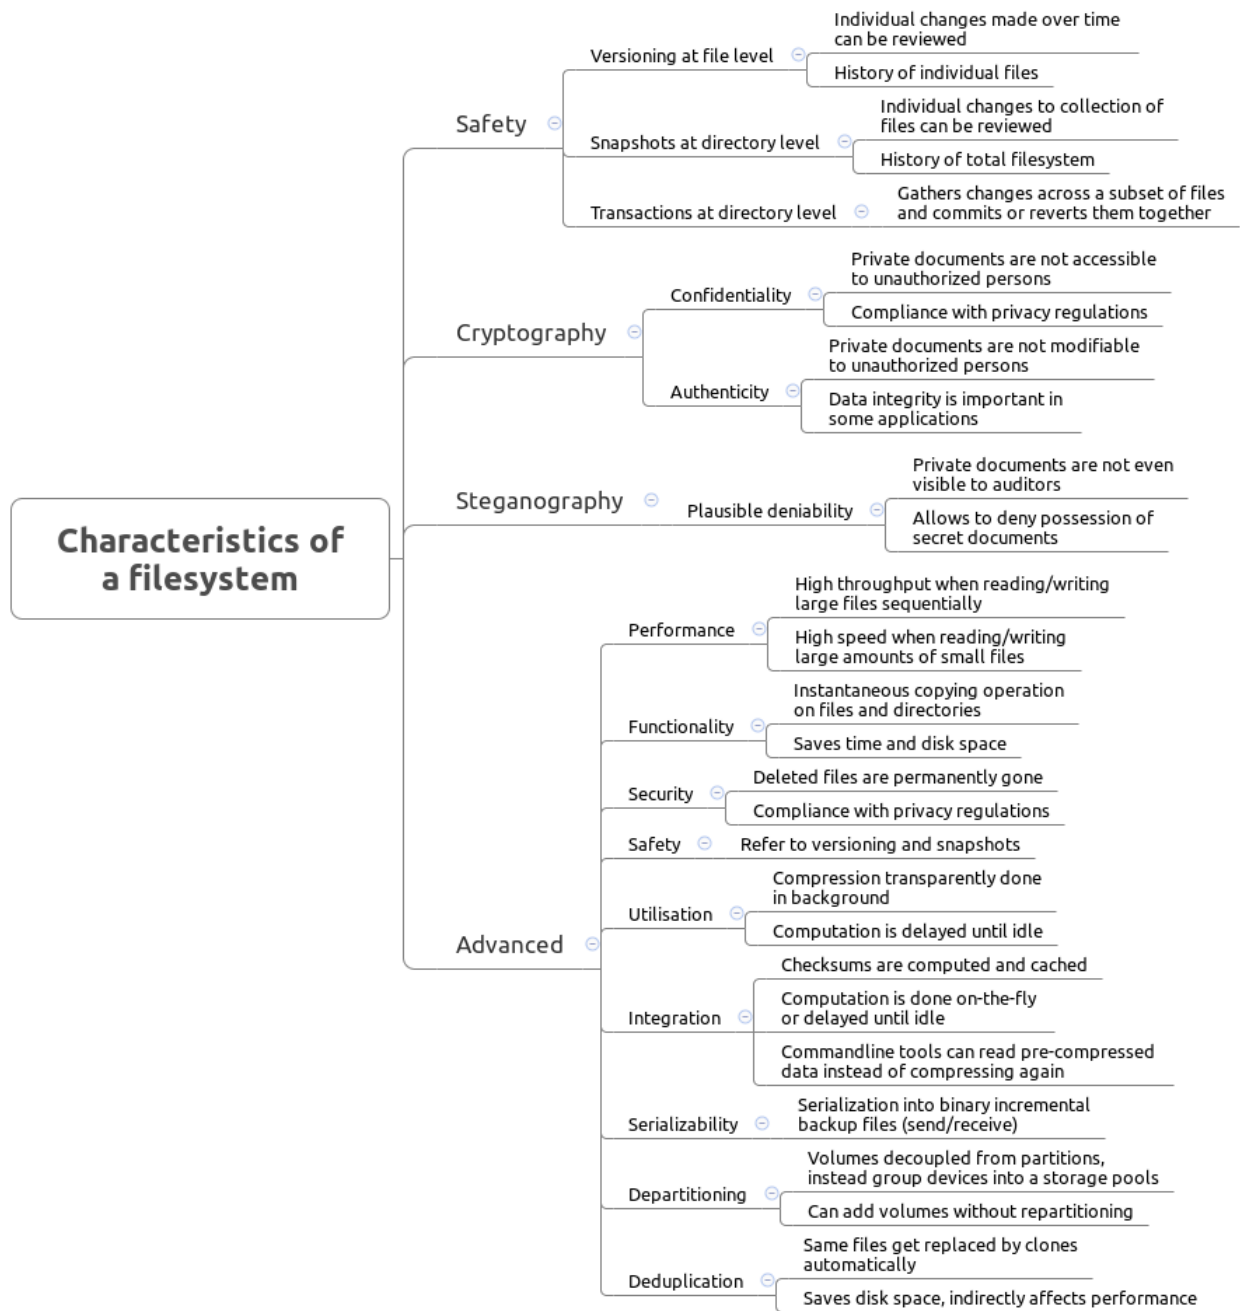 Characteristics of
a filesystem
Safety
Versioning at file level
Individual changes made over time
can be reviewed
History of individual files
Snapshots at directory level
Individual changes to collection of
files can be reviewed
History of total filesystem
Transactions at directory level
Gathers changes across a subset of files
and commits or reverts them together
Cryptography
Confidentiality
Private documents are not accessible
to unauthorized persons
Compliance with privacy regulations
Authenticity
Private documents are not modifiable
to unauthorized persons
Data integrity is important in
some applications
Steganography
Plausible deniability
Private documents are not even
visible to auditors
Allows to deny possession of
secret documents
Advanced
Performance
High throughput when reading/writing
large files sequentially
High speed when reading/writing
large amounts of small files
Functionality
Instantaneous copying operation
on files and directories
Saves time and disk space
Security
Deleted files are permanently gone
Compliance with privacy regulations
Safety
Refer to versioning and snapshots
Utilisation
Compression transparently done
in background
Computation is delayed until idle
Integration
Checksums are computed and cached
Computation is done on-the-fly
or delayed until idle
Commandline tools can read pre-compressed
data instead of compressing again
Serializability
Serialization into binary incremental
backup files (send/receive)
Departitioning
Volumes decoupled from partitions,
instead group devices into a storage pools
Can add volumes without repartitioning
Deduplication
Same files get replaced by clones
automatically
Saves disk space, indirectly affects performance